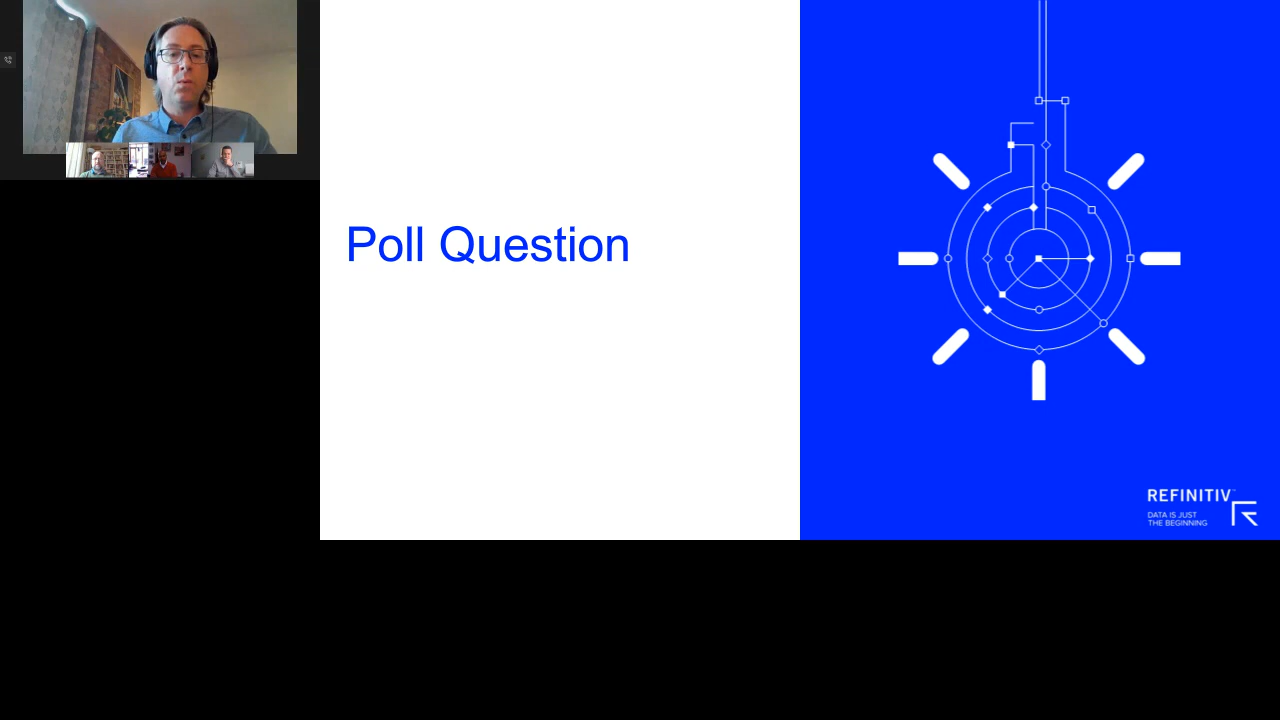 Poll Question
REFINITIV
DATA IS JUST
THE BEGINNING